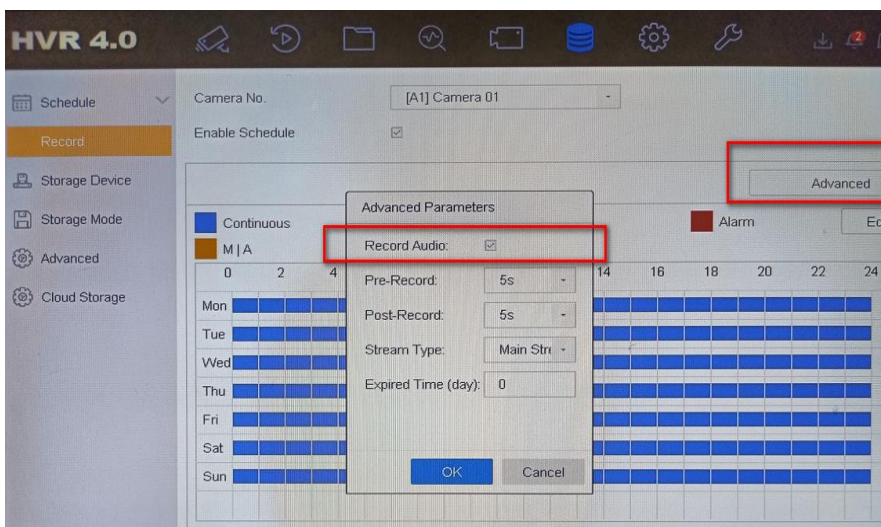 HVR 4.0
2
Schedule
Record
Storage Device
Storage Mode
Advanced
Cloud Storage
Camera No.
[A1] Camera 01
Enable Schedule
Advanced
Continuous
Alarm
M | A
0 2 4 14 16 18 20 22 24
Mon
Tue
Wed
Thu
Fri
Sat
Sun
Advanced Parameters
Record Audio:
Pre-Record: 5s
Post-Record: 5s
Stream Type: Main Stre
Expired Time (day): 0
OK Cancel